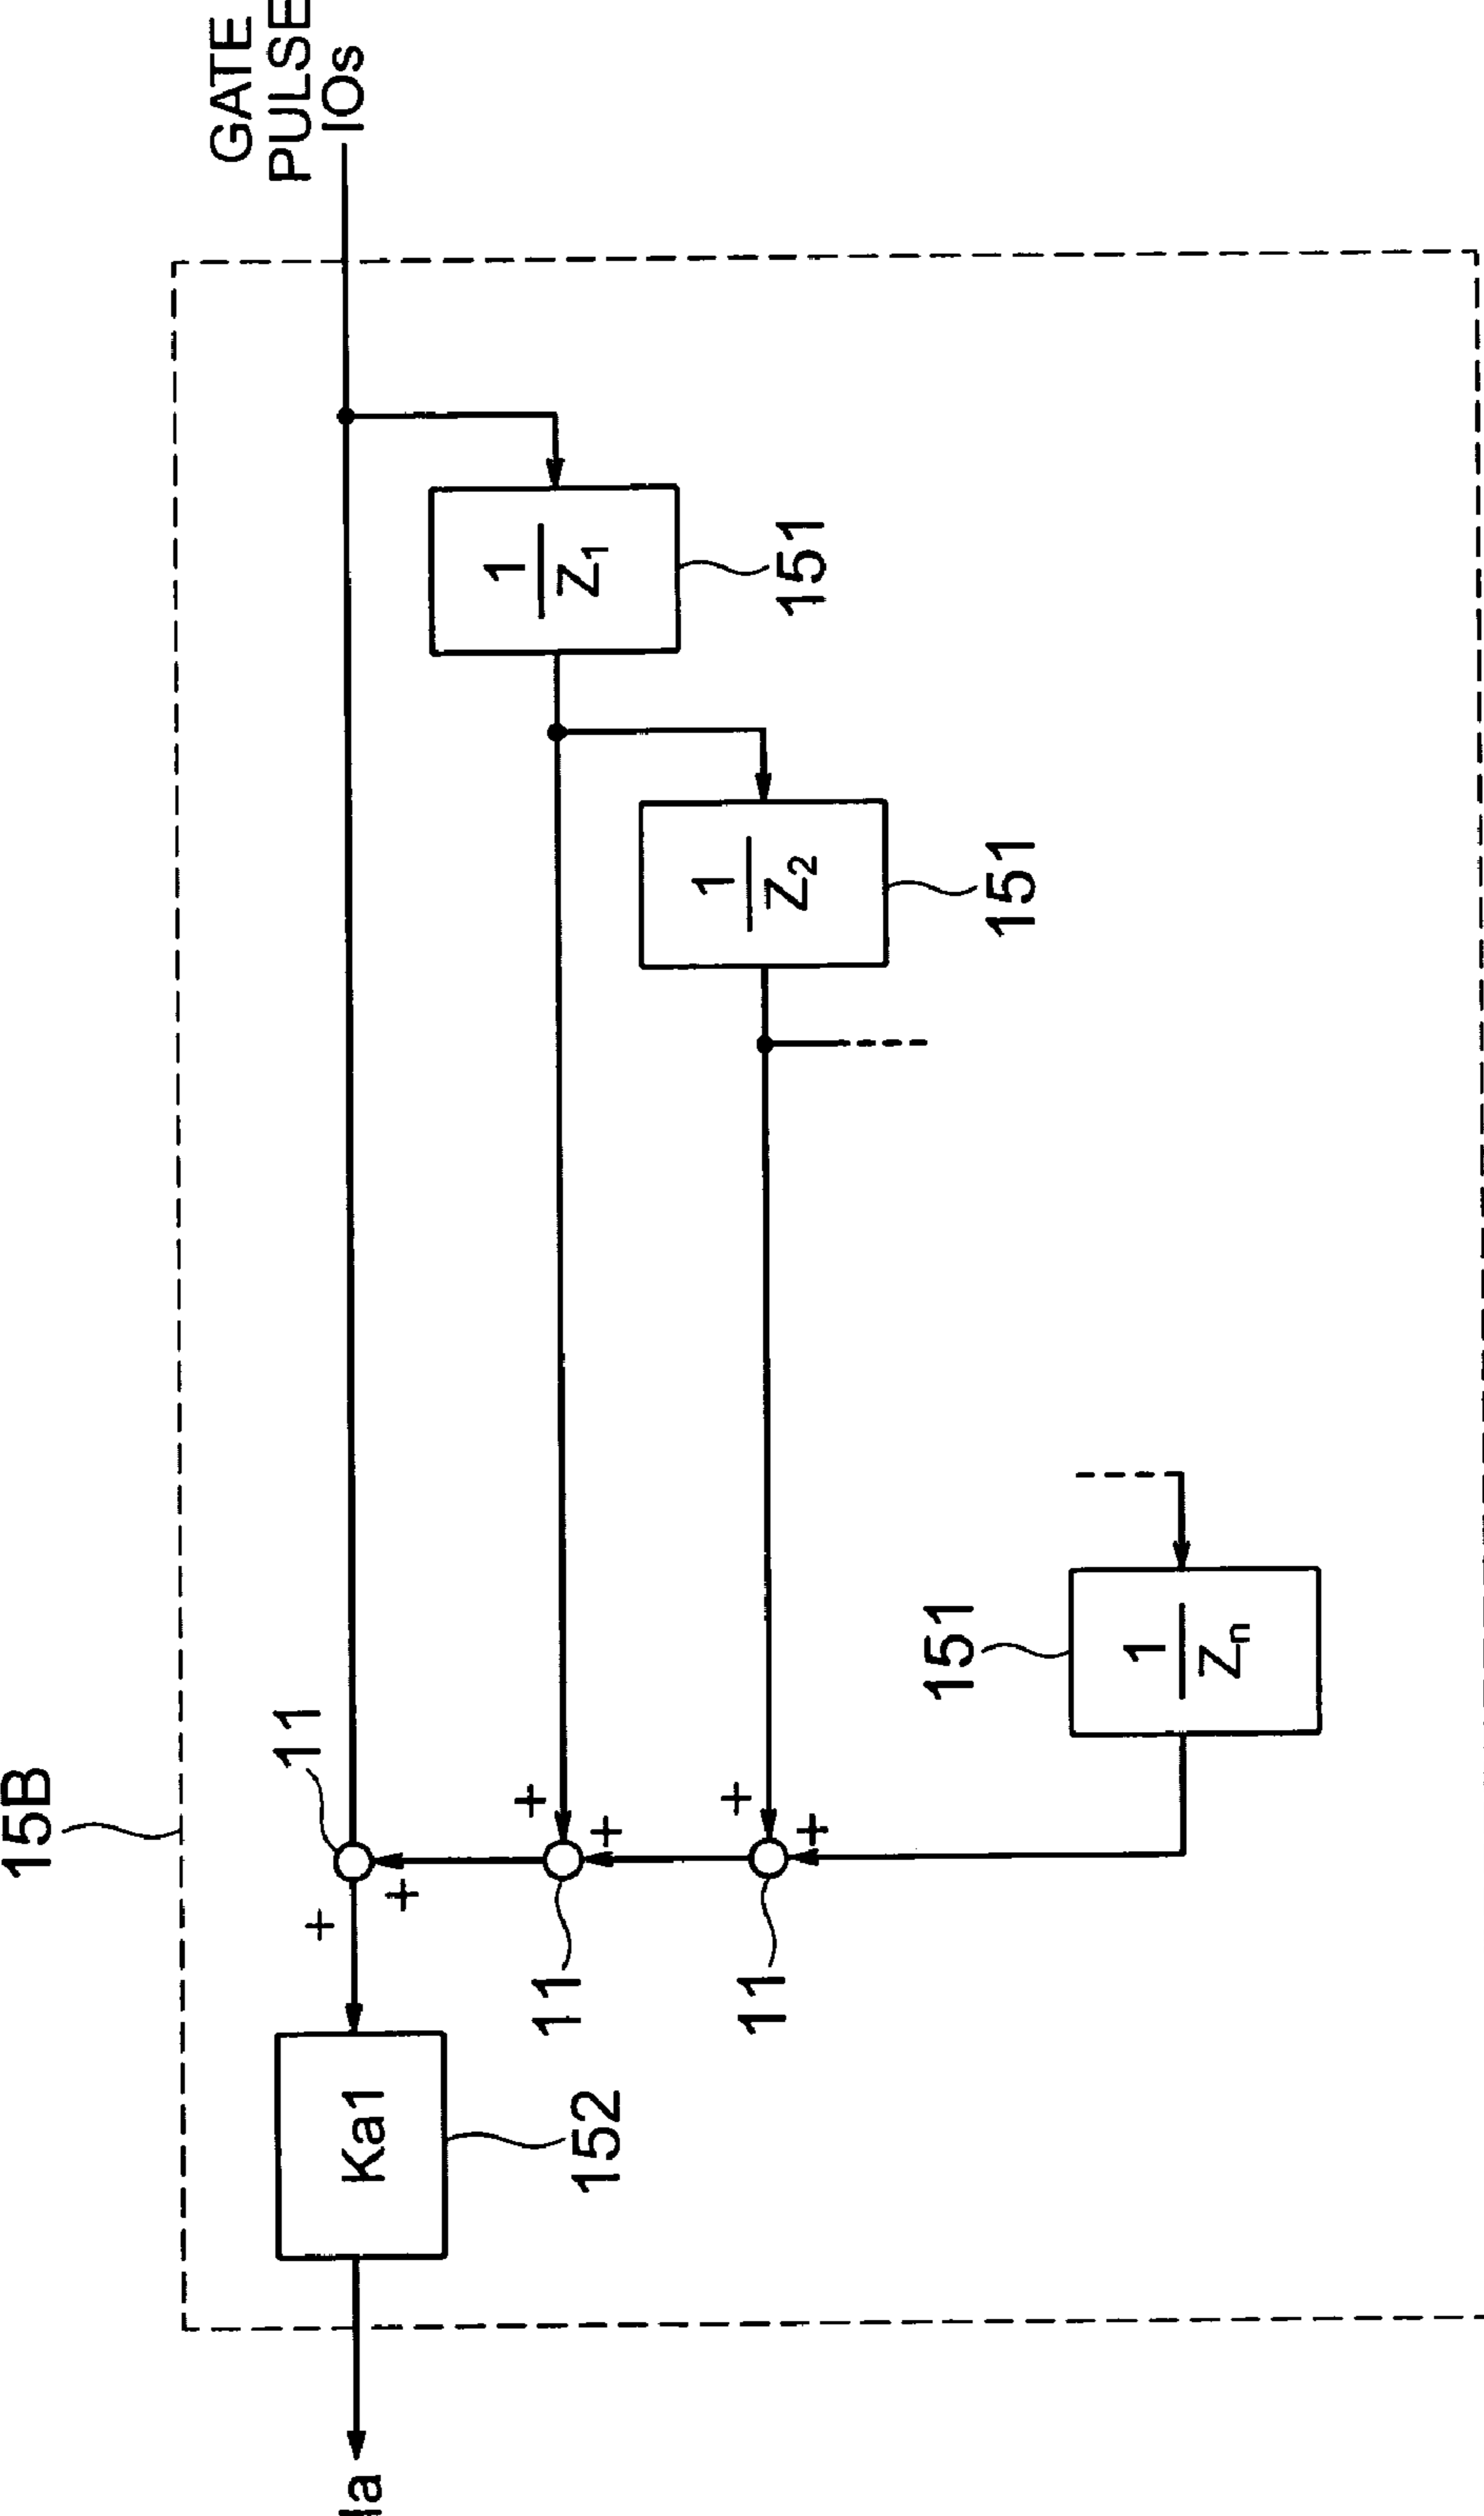 15B
GATE
PULSE
IOs
1
Z1
151
1
Z2
151
151
1
Zn
11
+
+
11
+
+
11
+
+
Ka1
152
Ia